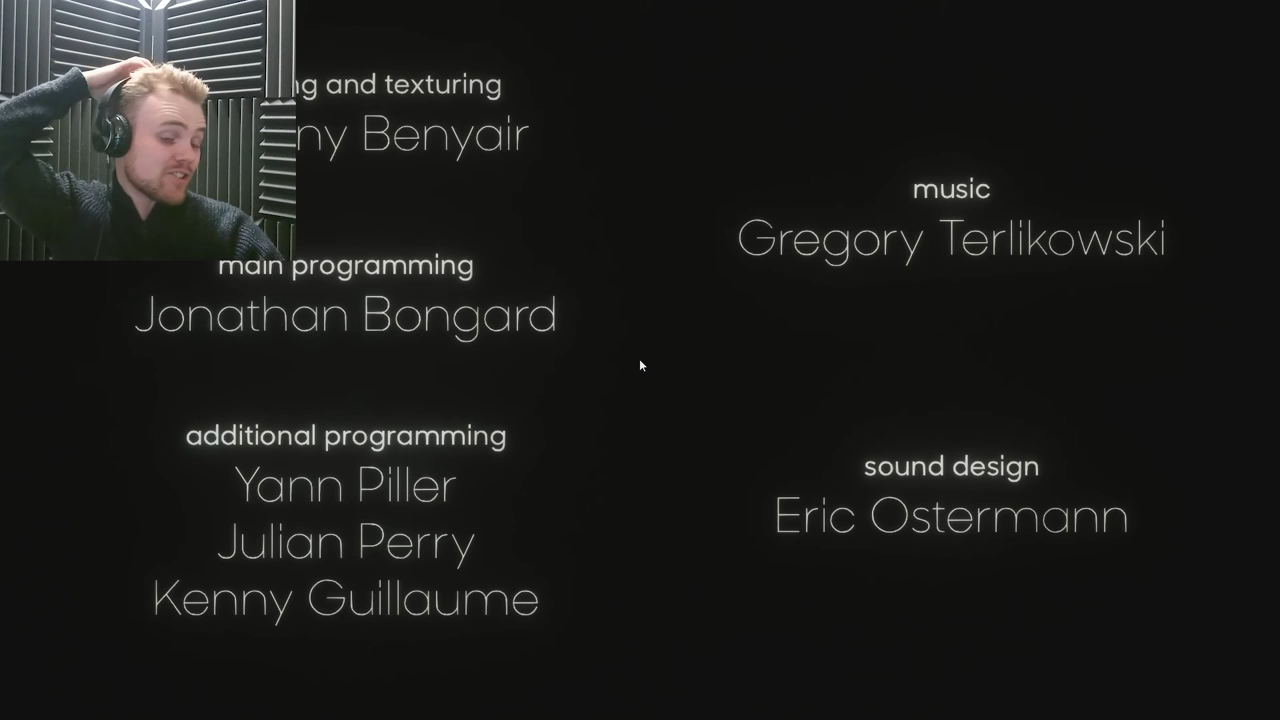 and texturing
Benyair
main programming
Jonathan Bongard
additional programming
Yann Piller
Julian Perry
Kenny Guillaume
music
Gregory Terlikowski
sound design
Eric Ostermann